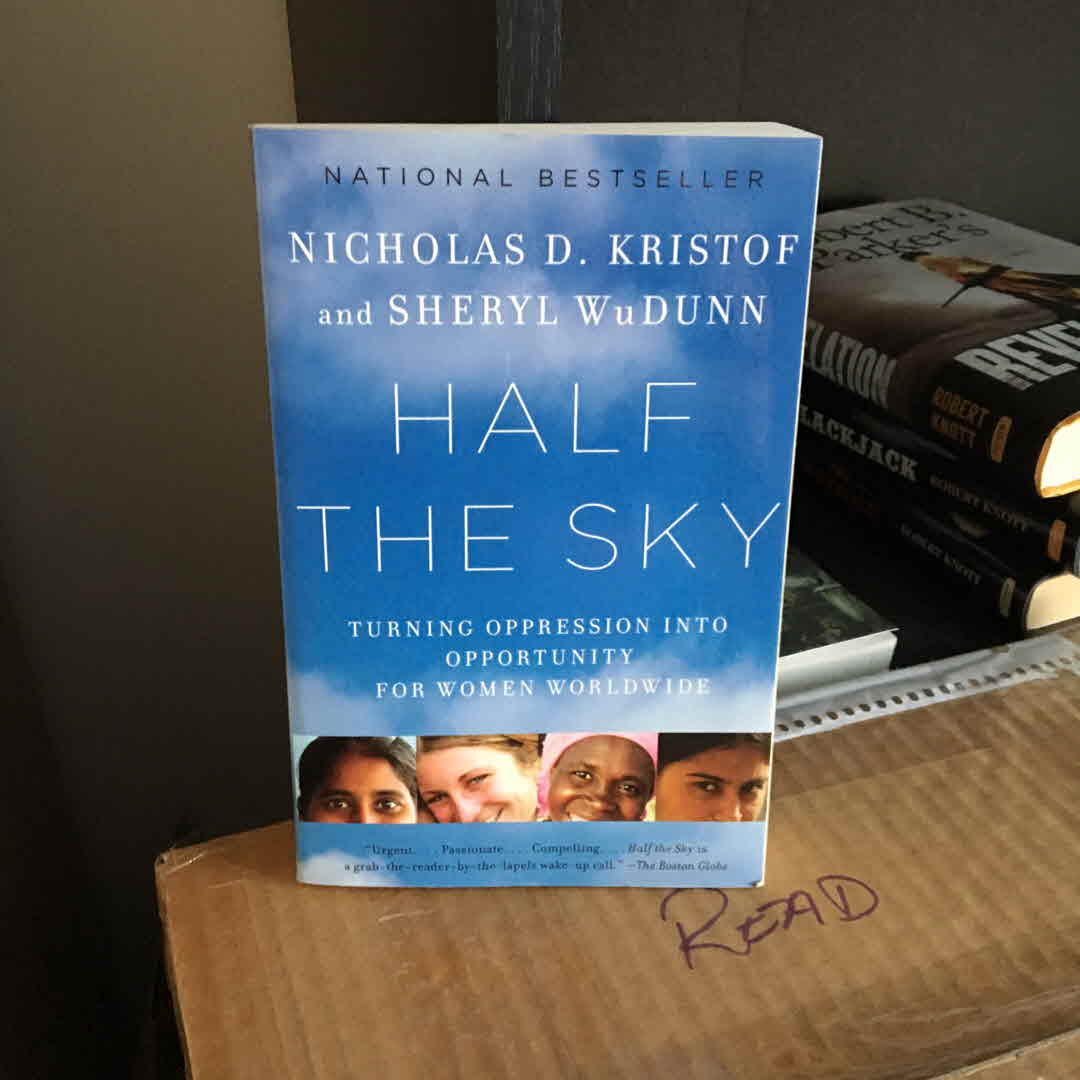 NATIONAL BESTSELLER
NICHOLAS D. KRISTOF
and SHERYL WuDUNN
HALF
THE SKY
TURNING OPPRESSION INTO
OPPORTUNITY
FOR WOMEN WORLDWIDE
"Urgent. . . . Passionate. . . . Compelling. . . . Half the Sky is
a grab-the-reader-by-the-lapels wake-up call." —The Boston Globe
READ
obert B.
Parker's
REVE
ELATION
ROBERT
KNOTT
LACKJACK
ROBERT KNOTT
ROBERT KNOTT